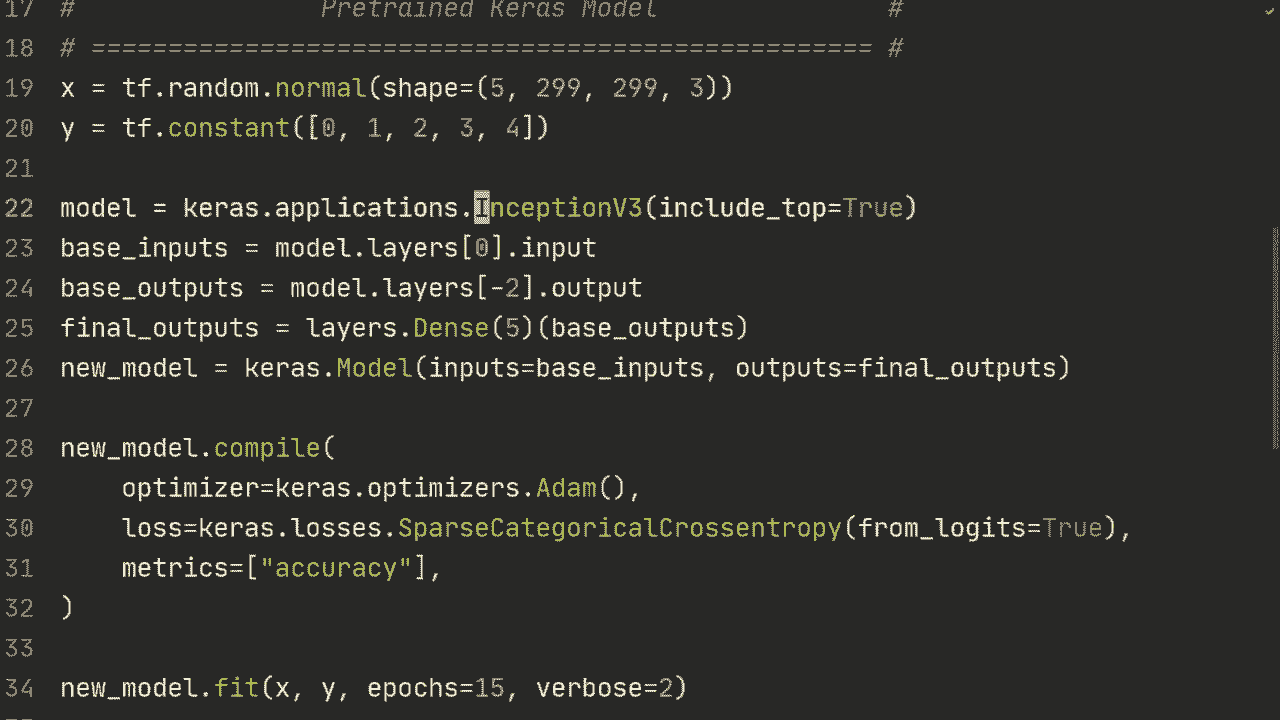 17 # Pretrained Keras Model #
18 # =================================================== #
19 x = tf.random.normal(shape=(5, 299, 299, 3))
20 y = tf.constant([0, 1, 2, 3, 4])
21
22 model = keras.applications.InceptionV3(include_top=True)
23 base_inputs = model.layers[0].input
24 base_outputs = model.layers[-2].output
25 final_outputs = layers.Dense(5)(base_outputs)
26 new_model = keras.Model(inputs=base_inputs, outputs=final_outputs)
27
28 new_model.compile(
29     optimizer=keras.optimizers.Adam(),
30     loss=keras.losses.SparseCategoricalCrossentropy(from_logits=True),
31     metrics=["accuracy"],
32 )
33
34 new_model.fit(x, y, epochs=15, verbose=2)